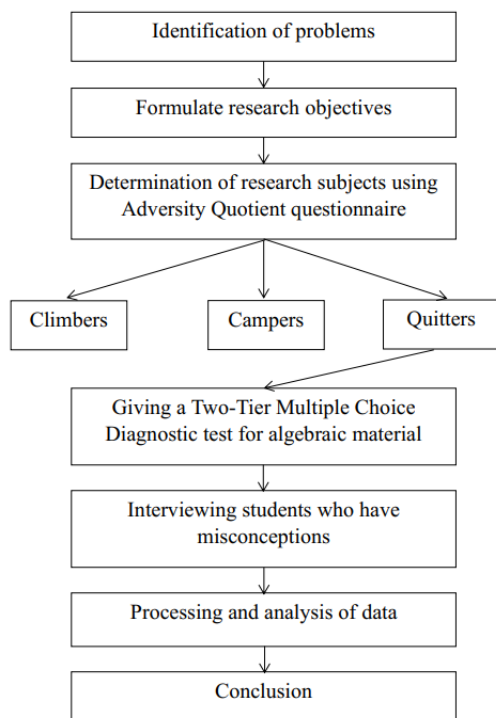 Identification of problems
Formulate research objectives
Determination of research subjects using
Adversity Quotient questionnaire
Climbers
Campers
Quitters
Giving a Two-Tier Multiple Choice
Diagnostic test for algebraic material
Interviewing students who have
misconceptions
Processing and analysis of data
Conclusion